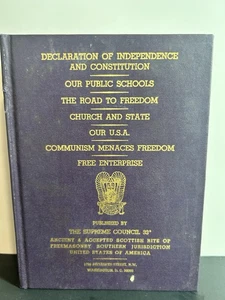 DECLARATION OF INDEPENDENCE
AND CONSTITUTION
OUR PUBLIC SCHOOLS
THE ROAD TO FREEDOM
CHURCH AND STATE
OUR U.S.A.
COMMUNISM MENACES FREEDOM
FREE ENTERPRISE
PUBLISHED BY
THE SUPREME COUNCIL 33°
ANCIENT & ACCEPTED SCOTTISH RITE OF
FREEMASONRY SOUTHERN JURISDICTION
UNITED STATES OF AMERICA
STREET, N.W.
WASHINGTON, D. C.